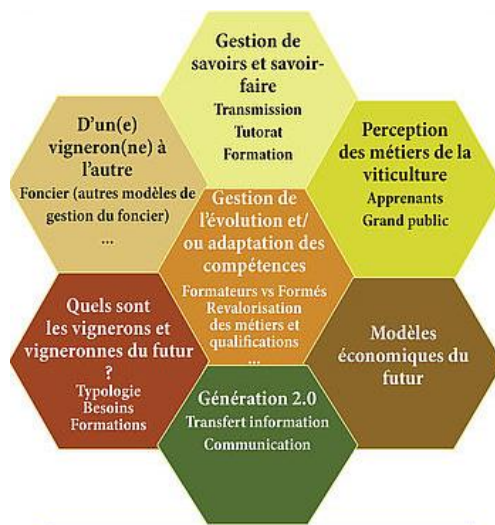 Gestion de
savoirs et savoir-
faire
Transmission
Tutorat
Formation
D'un(e)
vigneron(ne) à
l'autre
Foncier (autres modèles de
gestion du foncier)
...
Perception
des métiers de la
viticulture
Apprenants
Grand public
Gestion de
l'évolution et/
ou adaptation des
compétences
Formateurs vs Formés
Revalorisation
des métiers et
qualifications
...
Quels sont
les vignerons et
vigneronnes du futur
?
Typologie
Besoins
Formations
Modèles
économiques du
futur
Génération 2.0
Transfert information
Communication